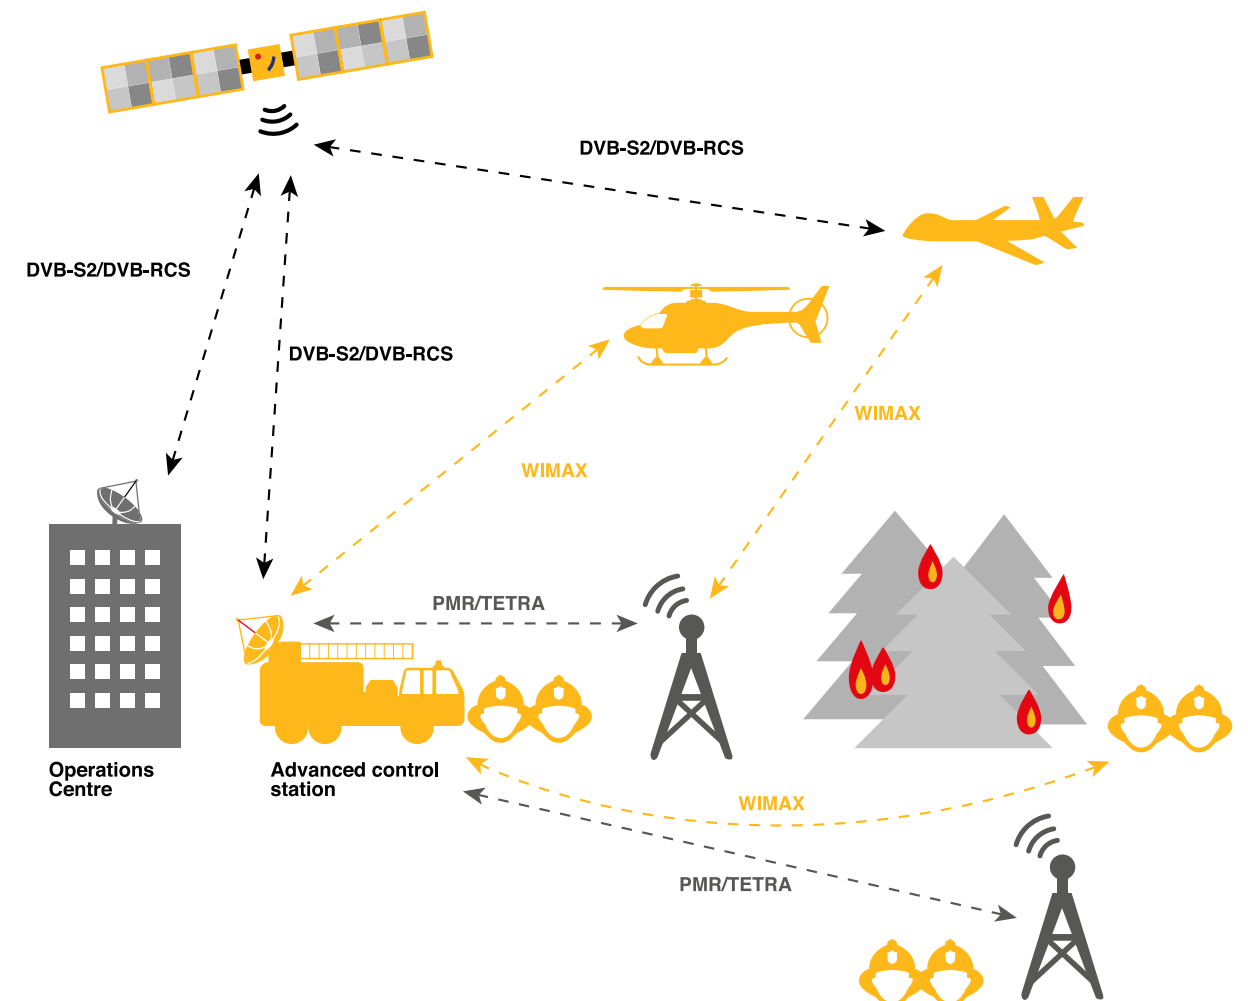 DVB-S2/DVB-RCS
DVB-S2/DVB-RCS
DVB-S2/DVB-RCS
WIMAX
WIMAX
PMR/TETRA
Operations
Centre
Advanced control
station
WIMAX
PMR/TETRA